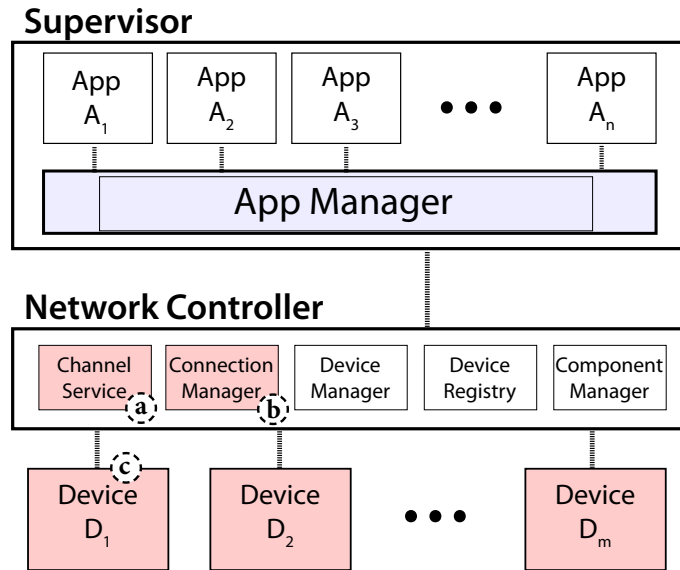 Supervisor
App
A1
App
A2
App
A3
App
An
App Manager
Network Controller
Channel
Service
a
Connection
Manager
b
Device
Manager
Device
Registry
Component
Manager
c
Device
D1
Device
D2
Device
Dm